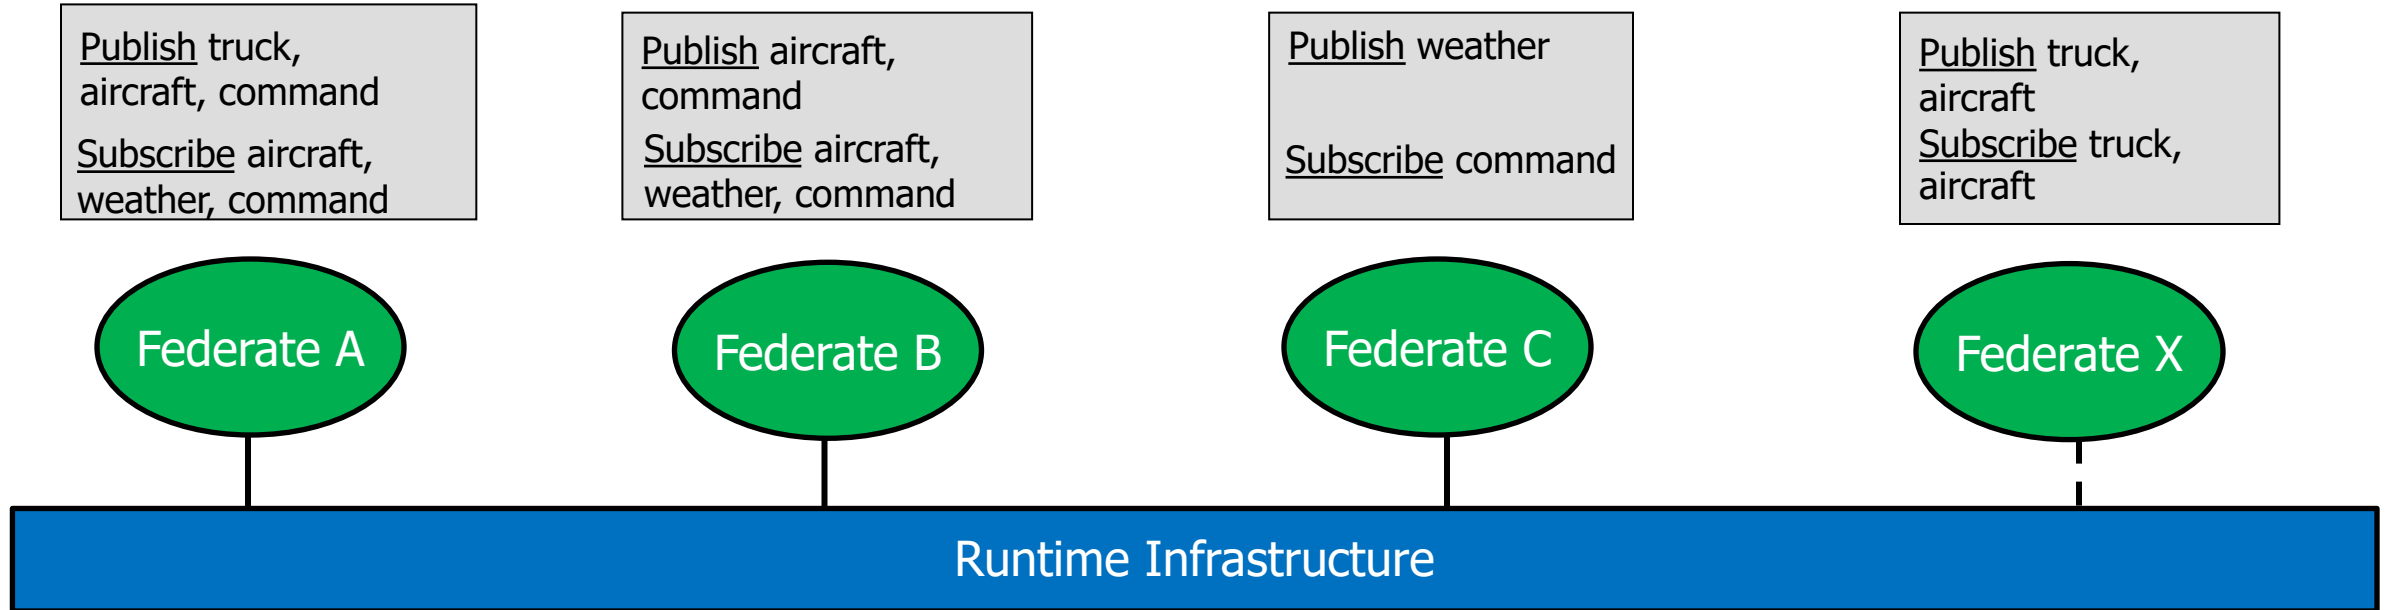 Publish truck,
aircraft, command
Subscribe aircraft,
weather, command
Publish aircraft,
command
Subscribe aircraft,
weather, command
Publish weather
Subscribe command
Publish truck,
aircraft
Subscribe truck,
aircraft
Federate A
Federate B
Federate C
Federate X
Runtime Infrastructure